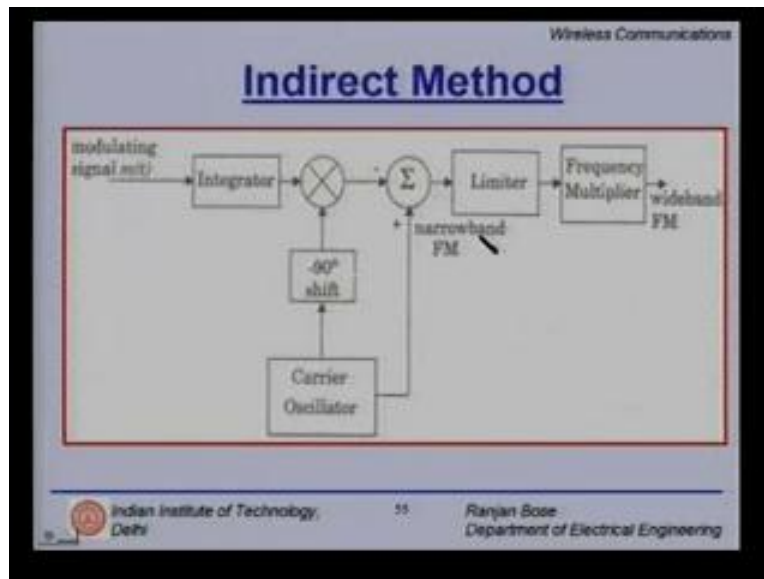 Wireless Communications
Indirect Method
modulating
signal m(t)
Integrator
Σ
Limiter
Frequency
Multiplier
wideband
FM
-
+
narrowband
FM
-90°
shift
Carrier
Oscillator
Indian Institute of Technology,
Delhi
55
Ranjan Bose
Department of Electrical Engineering